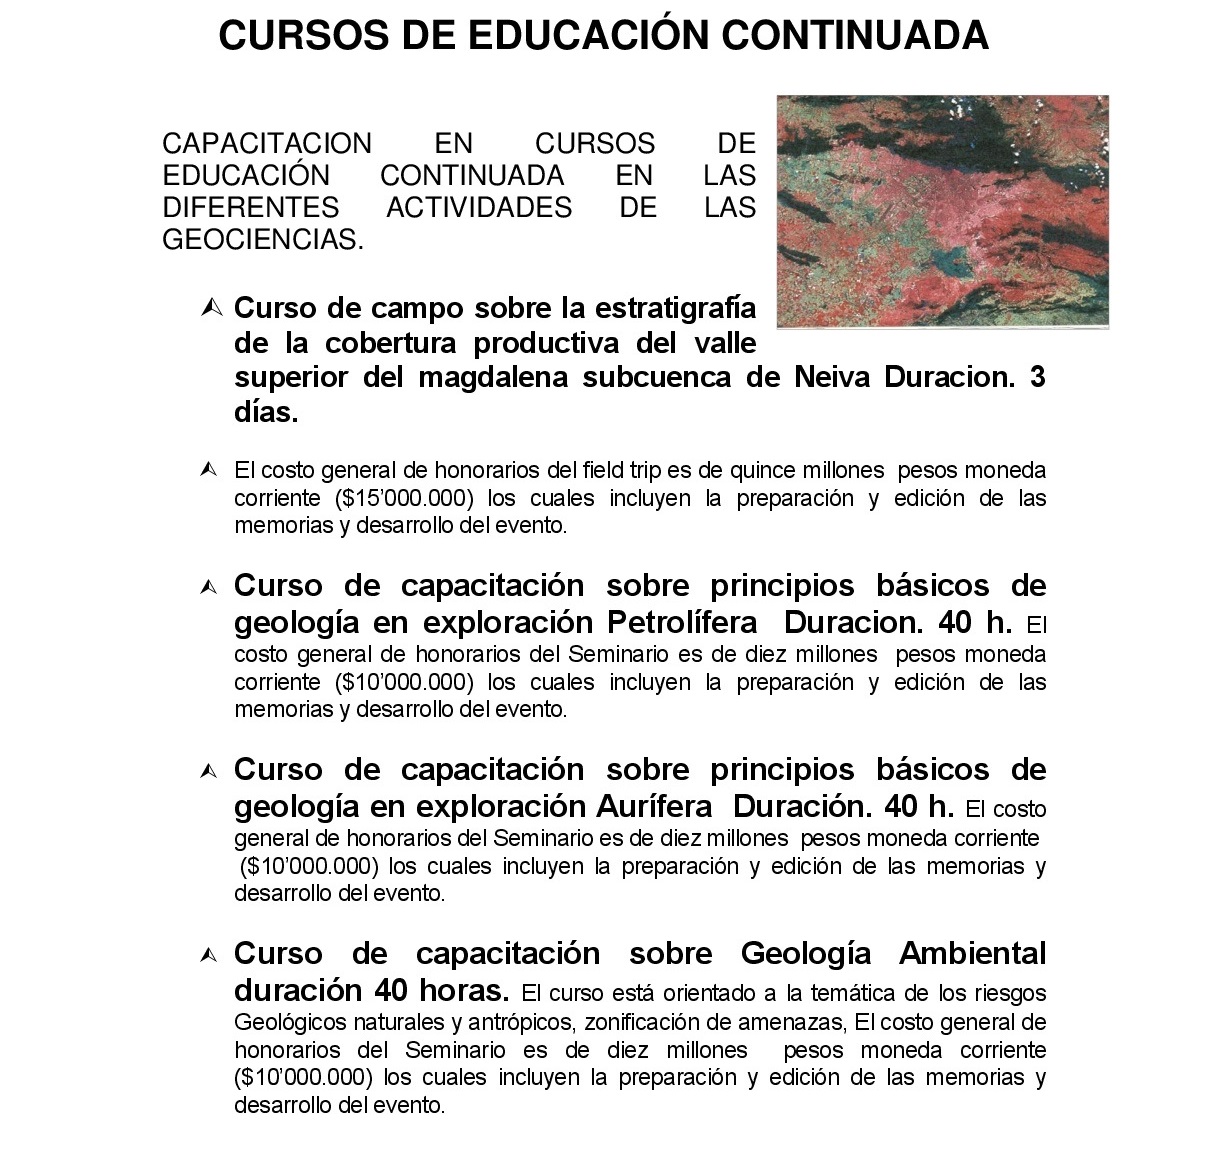 CURSOS DE EDUCACIÓN CONTINUADA
CAPACITACION EN CURSOS DE
EDUCACIÓN CONTINUADA EN LAS
DIFERENTES ACTIVIDADES DE LAS
GEOCIENCIAS.
Curso de campo sobre la estratigrafía
de la cobertura productiva del valle
superior del magdalena subcuenca de Neiva Duracion. 3
días.
El costo general de honorarios del field trip es de quince millones pesos moneda
corriente ($15’000.000) los cuales incluyen la preparación y edición de las
memorias y desarrollo del evento.
Curso de capacitación sobre principios básicos de
geología en exploración Petrolífera Duracion. 40 h. El
costo general de honorarios del Seminario es de diez millones pesos moneda
corriente ($10’000.000) los cuales incluyen la preparación y edición de las
memorias y desarrollo del evento.
Curso de capacitación sobre principios básicos de
geología en exploración Aurífera Duración. 40 h. El costo
general de honorarios del Seminario es de diez millones pesos moneda corriente
($10’000.000) los cuales incluyen la preparación y edición de las memorias y
desarrollo del evento.
Curso de capacitación sobre Geología Ambiental
duración 40 horas. El curso está orientado a la temática de los riesgos
Geológicos naturales y antrópicos, zonificación de amenazas, El costo general de
honorarios del Seminario es de diez millones pesos moneda corriente
($10’000.000) los cuales incluyen la preparación y edición de las memorias y
desarrollo del evento.